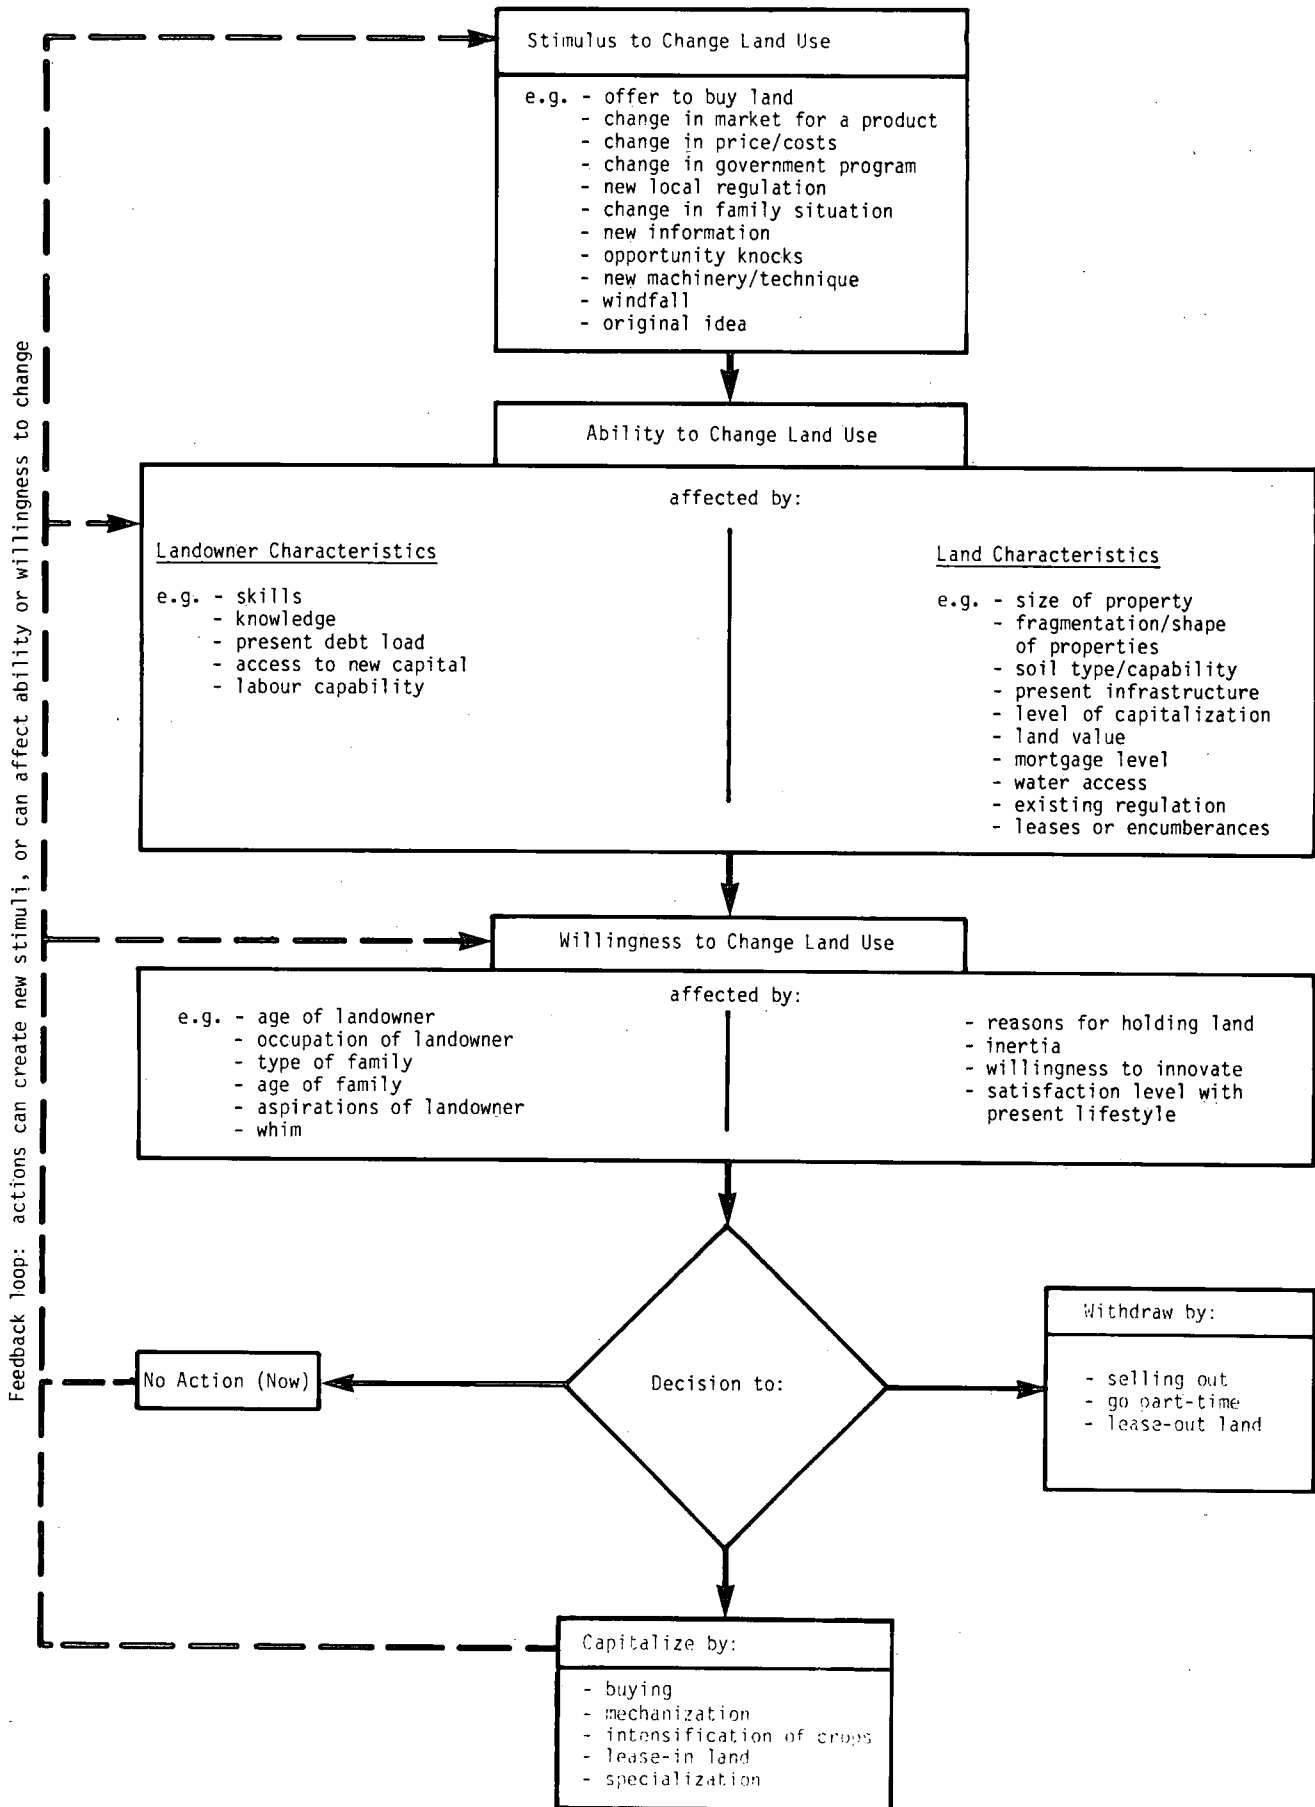 Stimulus to Change Land Use
e.g. - offer to buy land
- change in market for a product
- change in price/costs
- change in government program
- new local regulation
- change in family situation
- new information
- opportunity knocks
- new machinery/technique
- windfall
- original idea
Feedback loop: actions can create new stimuli, or can affect ability or willingness to change
Ability to Change Land Use
affected by:
Landowner Characteristics
e.g. - skills
- knowledge
- present debt load
- access to new capital
- labour capability
Land Characteristics
e.g. - size of property
- fragmentation/shape
of properties
- soil type/capability
- present infrastructure
- level of capitalization
- land value
- mortgage level
- water access
- existing regulation
- leases or encumberances
Willingness to Change Land Use
affected by:
e.g. - age of landowner
- occupation of landowner
- type of family
- age of family
- aspirations of landowner
- whim
- reasons for holding land
- inertia
- willingness to innovate
- satisfaction level with
present lifestyle
No Action (Now)
Decision to:
Withdraw by:
- selling out
- go part-time
- lease-out land
Capitalize by:
- buying
- mechanization
- intensification of crops
- lease-in land
- specialization